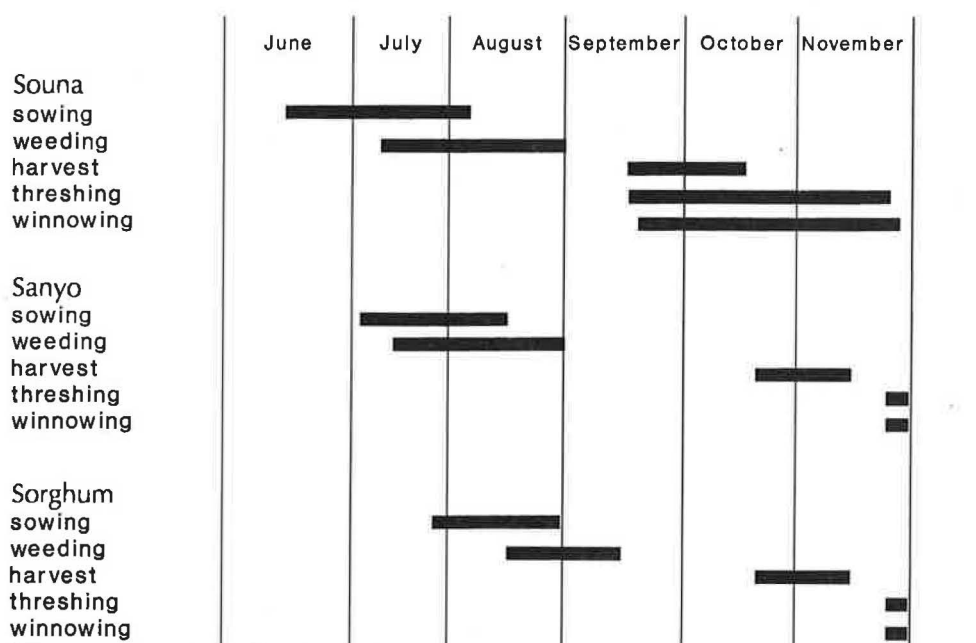 June July August September October November
Souna
sowing
weeding
harvest
threshing
winnowing
Sanyo
sowing
weeding
harvest
threshing
winnowing
Sorghum
sowing
weeding
harvest
threshing
winnowing